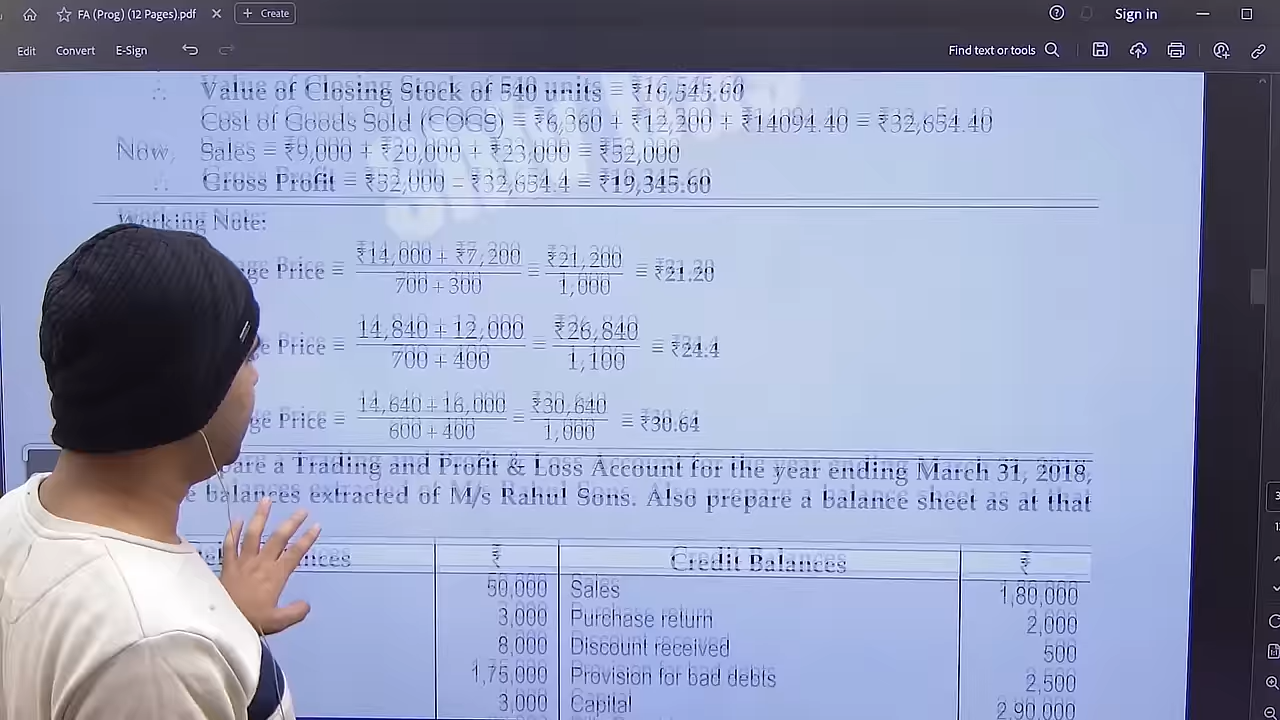 FA (Prog) (12 Pages).pdf × + Create Sign in
Edit Convert E-Sign Find text or tools
∴ Value of Closing Stock of 540 units = ₹16,545.60
Cost of Goods Sold (COGS) = ₹6,360 + ₹12,200 + ₹14094.40 = ₹32,654.40
Now, Sales = ₹9,000 + ₹20,000 + ₹23,000 = ₹52,000
∴ Gross Profit = ₹52,000 – ₹32,654.4 = ₹19,345.60
Working Note:
Price = ₹14,000 + ₹7,200 / 700 + 300 = ₹21,200 / 1,000 = ₹21.20
Price = 14,840 + 12,000 / 700 + 400 = ₹26,840 / 1,100 = ₹24.4
Price = 14,640 + 16,000 / 600 + 400 = ₹30,640 / 1,000 = ₹30.64
a Trading and Profit & Loss Account for the year ending March 31, 2018,
balances extracted of M/s Rahul Sons. Also prepare a balance sheet as at that
₹ Credit Balances ₹
50,000 Sales 1,80,000
3,000 Purchase return 2,000
8,000 Discount received 500
1,75,000 Provision for bad debts 2,500
3,000 Capital 2,90,000